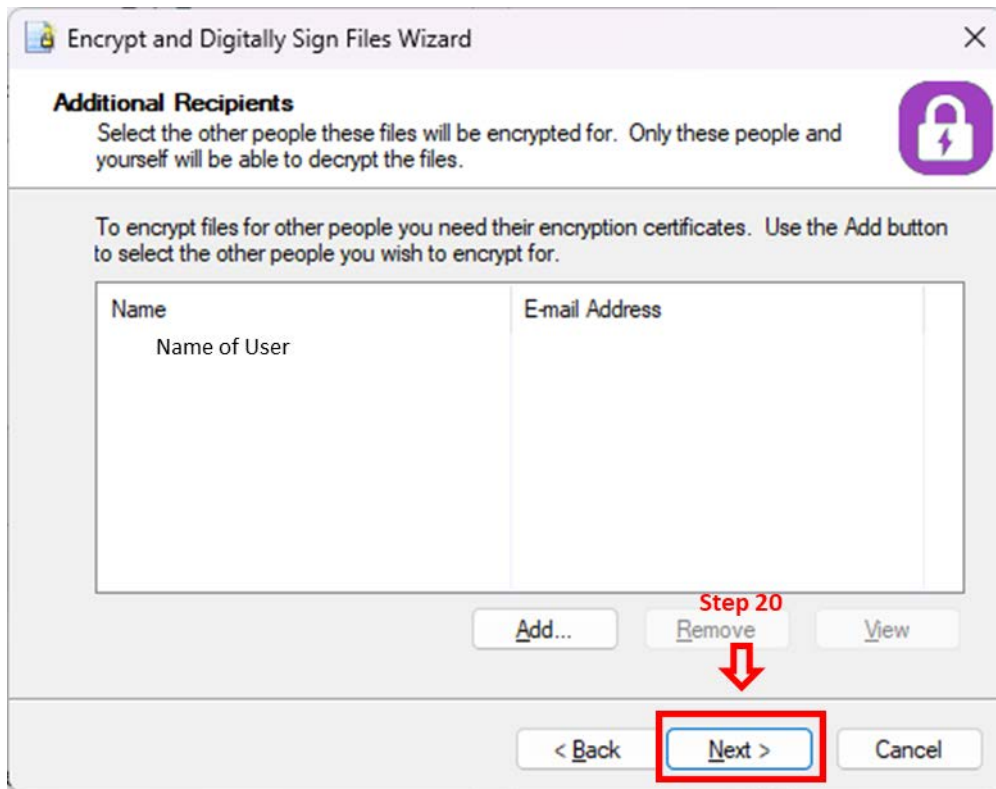 Encrypt and Digitally Sign Files Wizard
Additional Recipients
Select the other people these files will be encrypted for.  Only these people and
yourself will be able to decrypt the files.
To encrypt files for other people you need their encryption certificates.  Use the Add button
to select the other people you wish to encrypt for.
Name E-mail Address
Name of User
Step 20
Add... Remove View
< Back Next > Cancel